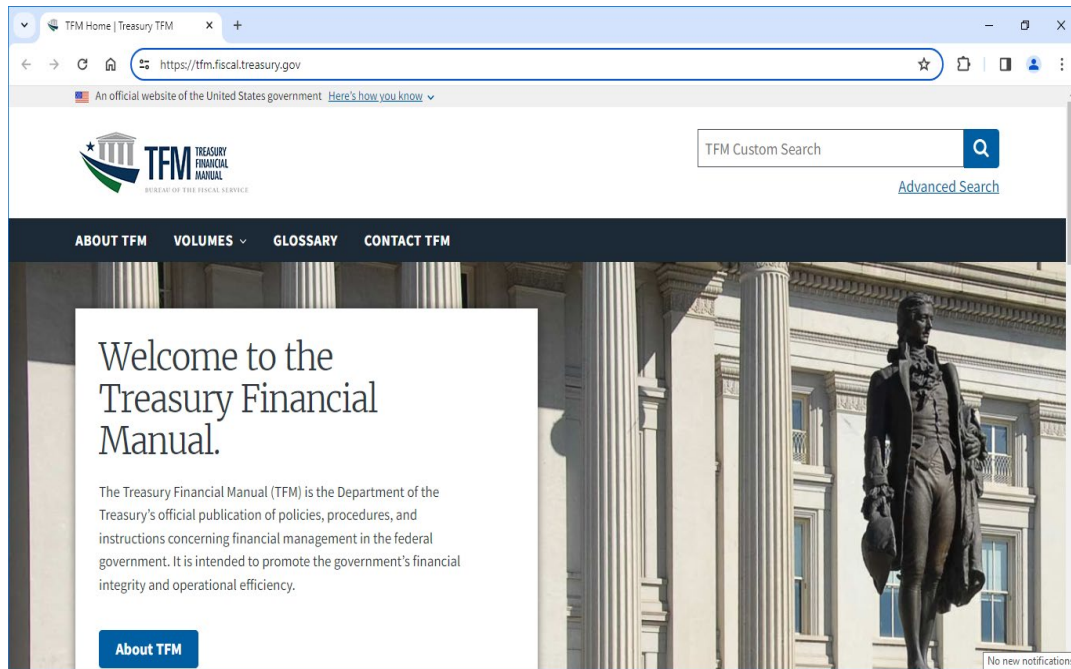 TFM Home | Treasury TFM
https://tfm.fiscal.treasury.gov
An official website of the United States government Here's how you know
TFM TREASURY FINANCIAL MANUAL
BUREAU OF THE FISCAL SERVICE
TFM Custom Search
Advanced Search
ABOUT TFM VOLUMES GLOSSARY CONTACT TFM
Welcome to the
Treasury Financial
Manual.
The Treasury Financial Manual (TFM) is the Department of the
Treasury's official publication of policies, procedures, and
instructions concerning financial management in the federal
government. It is intended to promote the government's financial
integrity and operational efficiency.
About TFM
No new notification